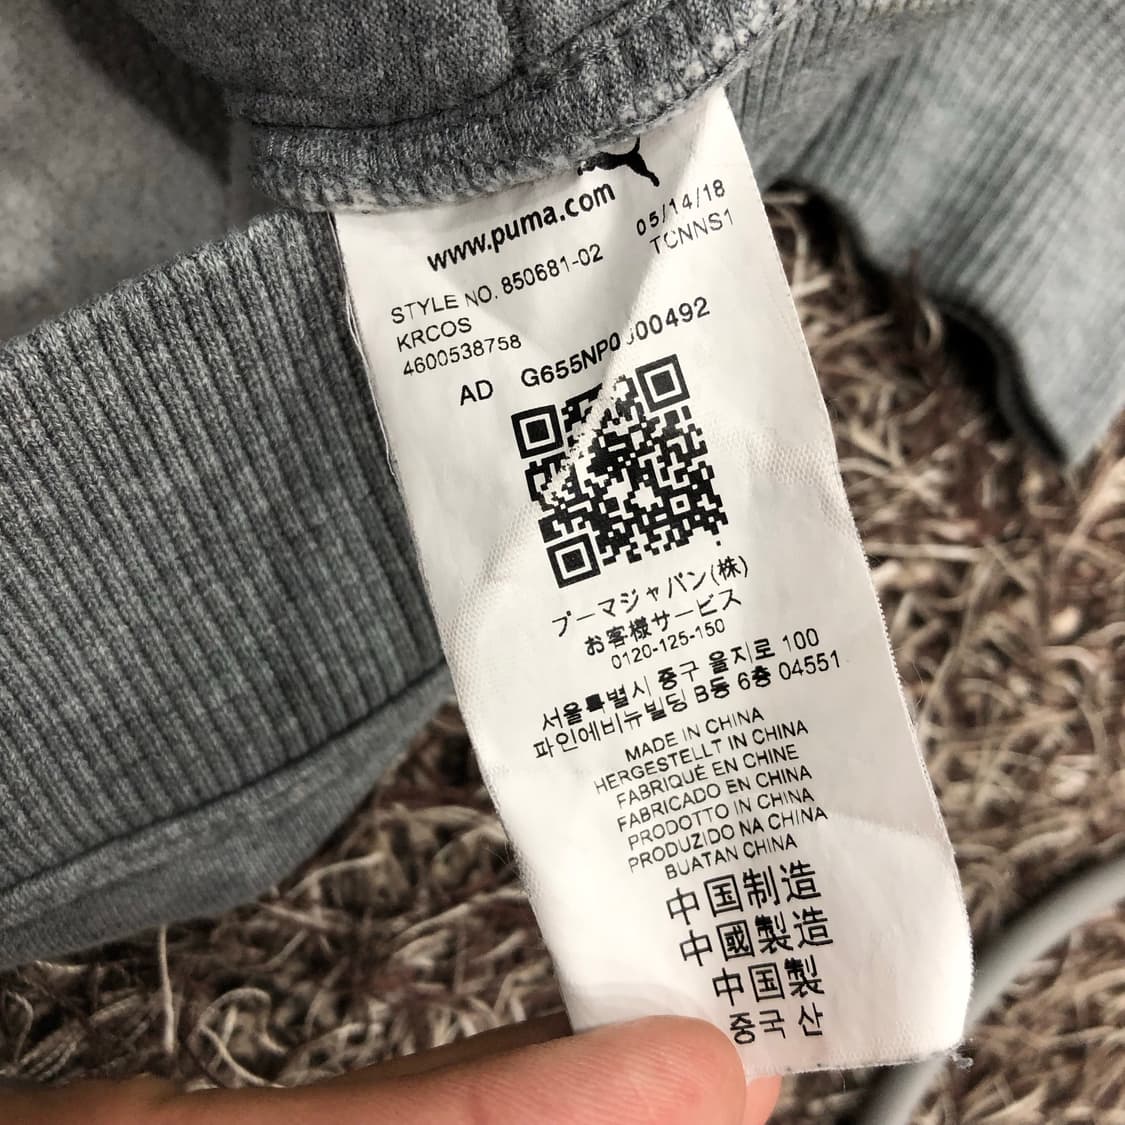 www.puma.com
05/14/18
STYLE NO. 850681-02
TCNNS1
KRCOS
4600538758
AD
プーマジャパン(株)
お客様サービス
0120-125-150
서울특별시 중구 을지로 100
파인에비뉴빌딩 B동 6층 04551
MADE IN CHINA
HERGESTELLT IN CHINA
FABRIQUÉ EN CHINE
FABRICADO EN CHINA
PRODOTTO IN CHINA
PRODUZIDO NA CHINA
BUATAN CHINA
中国制造
中國製造
中国製
중국 산